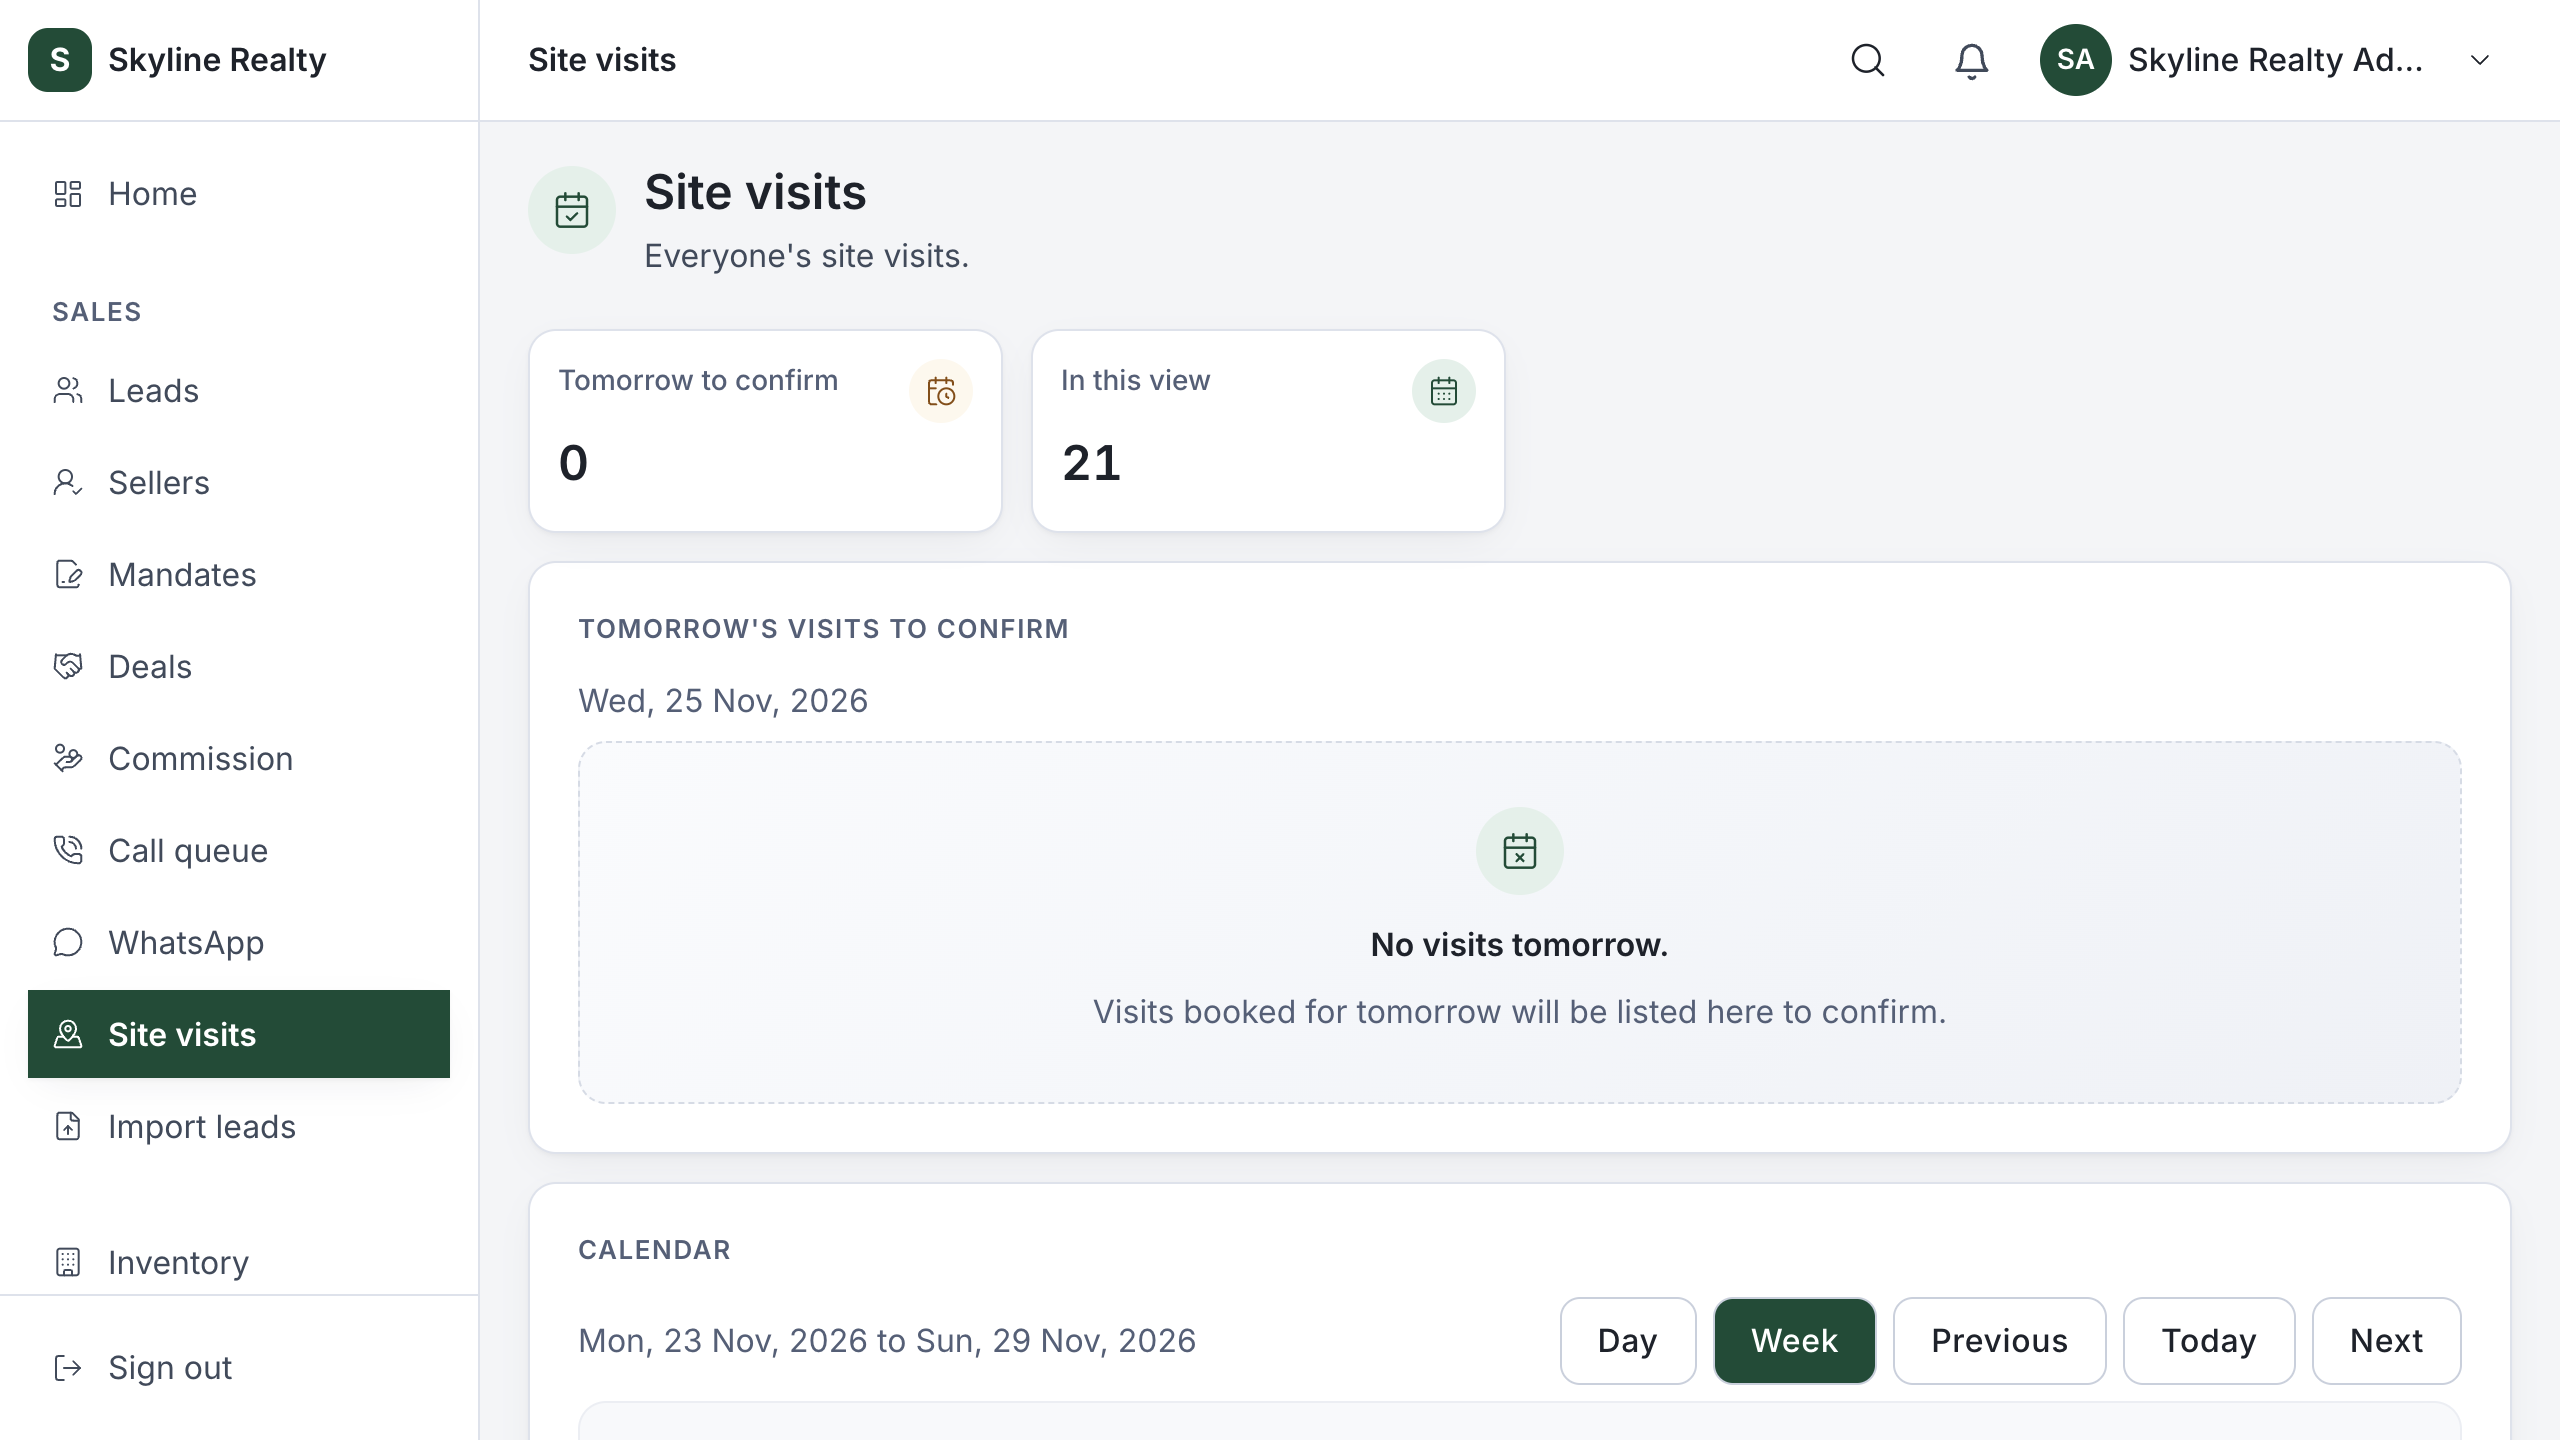 S Skyline Realty
Site visits
SA Skyline Realty Ad...
Home
SALES
Leads
Sellers
Mandates
Deals
Commission
Call queue
WhatsApp
Site visits
Import leads
Inventory
Sign out
Site visits
Everyone's site visits.
Tomorrow to confirm
0
In this view
21
TOMORROW'S VISITS TO CONFIRM
Wed, 25 Nov, 2026
No visits tomorrow.
Visits booked for tomorrow will be listed here to confirm.
CALENDAR
Mon, 23 Nov, 2026 to Sun, 29 Nov, 2026
Day Week Previous Today Next